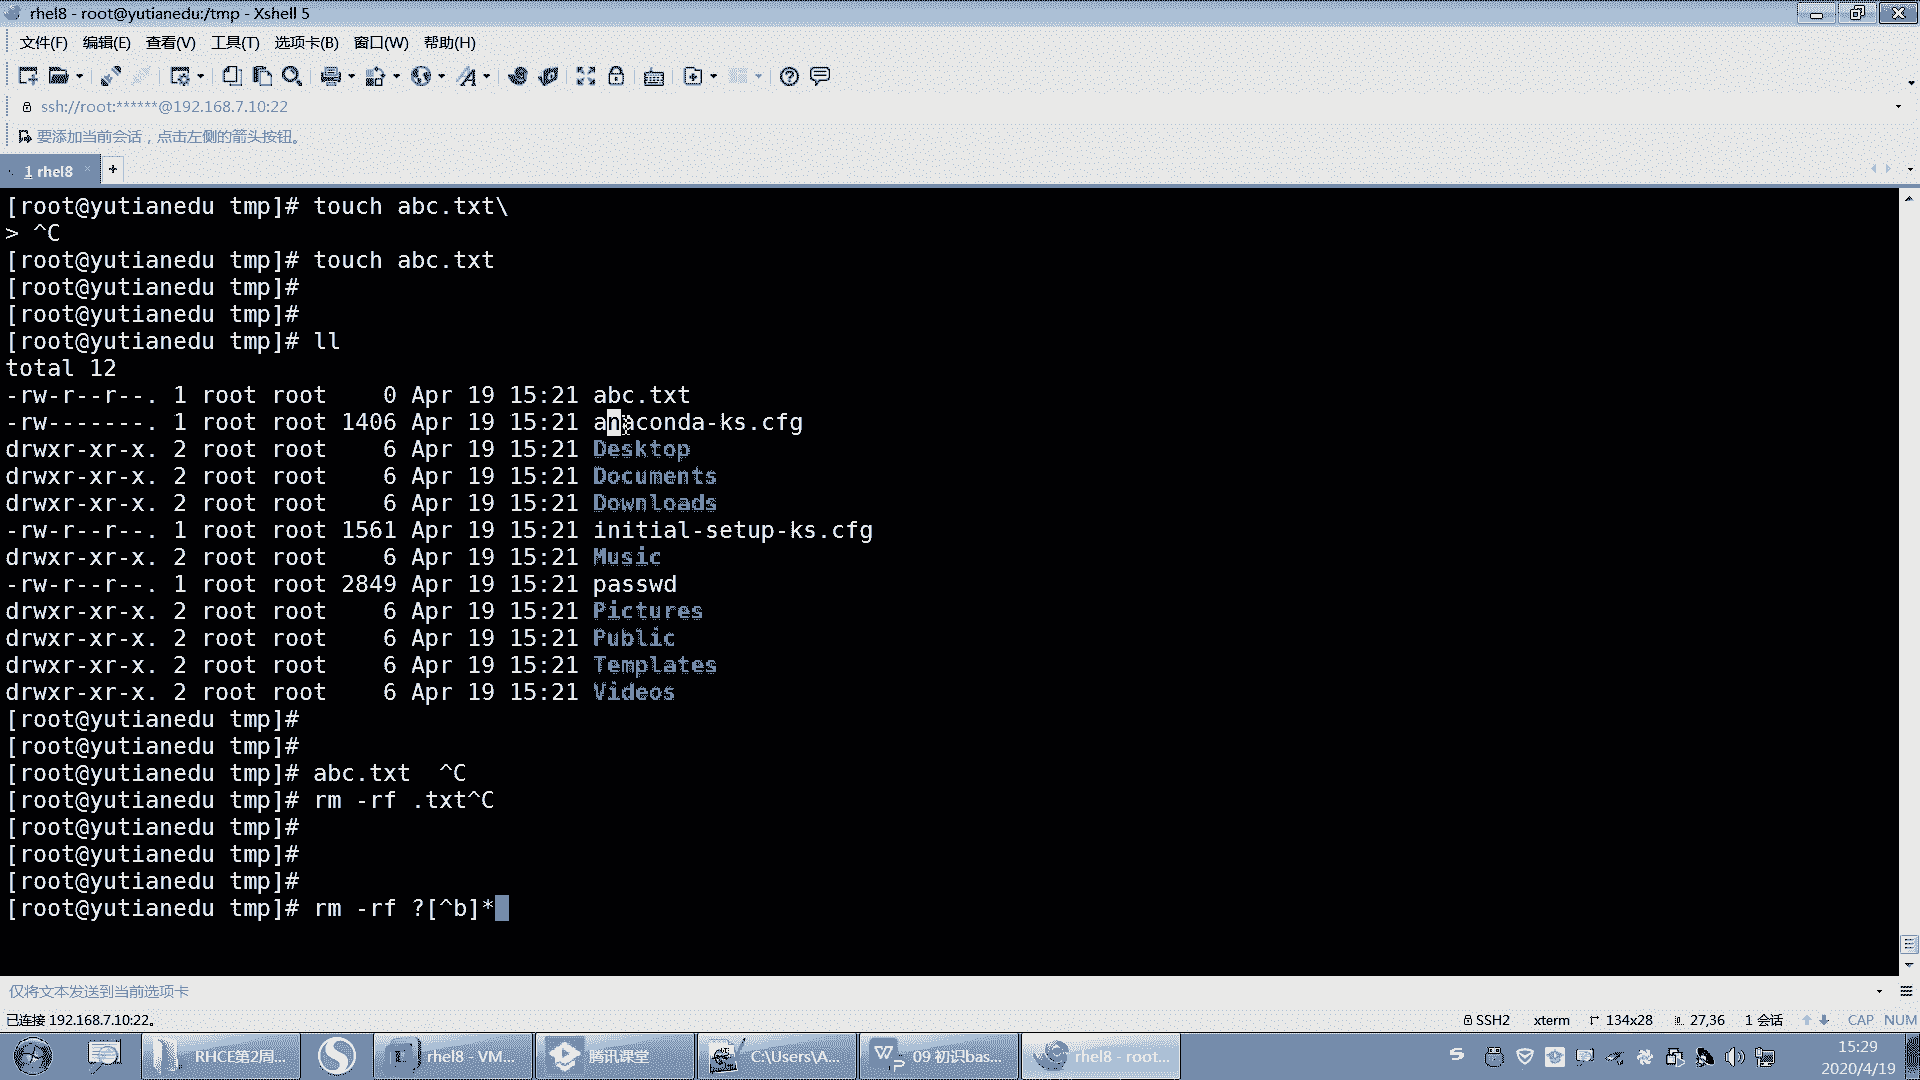 rhel8 - root@yutianedu:/tmp - Xshell 5
文件(F) 编辑(E) 查看(V) 工具(T) 选项卡(B) 窗口(W) 帮助(H)
ssh://root:******@192.168.7.10:22
要添加当前会话，点击左侧的箭头按钮。
1 rhel8 × +
[root@yutianedu tmp]# touch abc.txt\
> ^C
[root@yutianedu tmp]# touch abc.txt
[root@yutianedu tmp]#
[root@yutianedu tmp]#
[root@yutianedu tmp]# ll
total 12
-rw-r--r--. 1 root root    0 Apr 19 15:21 abc.txt
-rw-------. 1 root root 1406 Apr 19 15:21 anaconda-ks.cfg
drwxr-xr-x. 2 root root    6 Apr 19 15:21 Desktop
drwxr-xr-x. 2 root root    6 Apr 19 15:21 Documents
drwxr-xr-x. 2 root root    6 Apr 19 15:21 Downloads
-rw-r--r--. 1 root root 1561 Apr 19 15:21 initial-setup-ks.cfg
drwxr-xr-x. 2 root root    6 Apr 19 15:21 Music
-rw-r--r--. 1 root root 2849 Apr 19 15:21 passwd
drwxr-xr-x. 2 root root    6 Apr 19 15:21 Pictures
drwxr-xr-x. 2 root root    6 Apr 19 15:21 Public
drwxr-xr-x. 2 root root    6 Apr 19 15:21 Templates
drwxr-xr-x. 2 root root    6 Apr 19 15:21 Videos
[root@yutianedu tmp]#
[root@yutianedu tmp]#
[root@yutianedu tmp]# abc.txt  ^C
[root@yutianedu tmp]# rm -rf .txt^C
[root@yutianedu tmp]#
[root@yutianedu tmp]#
[root@yutianedu tmp]#
[root@yutianedu tmp]# rm -rf ?[^b]*
仅将文本发送到当前选项卡
已连接 192.168.7.10:22。 SSH2 xterm 134x28 27,36 1 会话 CAP NUM
RHCE第2周... rhel8 - VM... 腾讯课堂 C:\Users\A... 09 初识bas... rhel8 - root... 15:29
2020/4/19